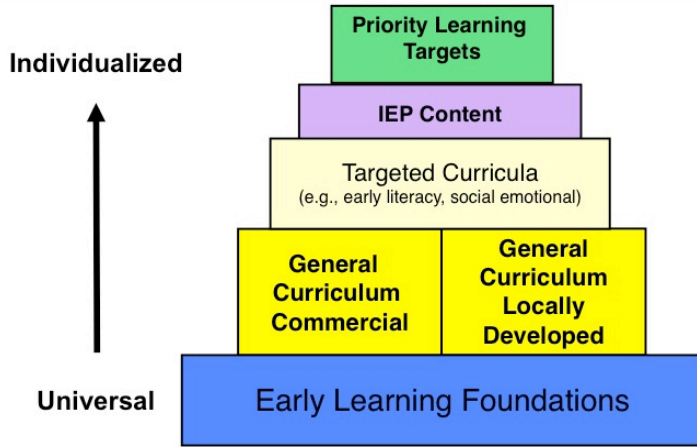 Priority Learning
Targets
Individualized
IEP Content
Targeted Curricula
(e.g., early literacy, social emotional)
General
Curriculum
Commercial
General
Curriculum
Locally
Developed
Universal
Early Learning Foundations